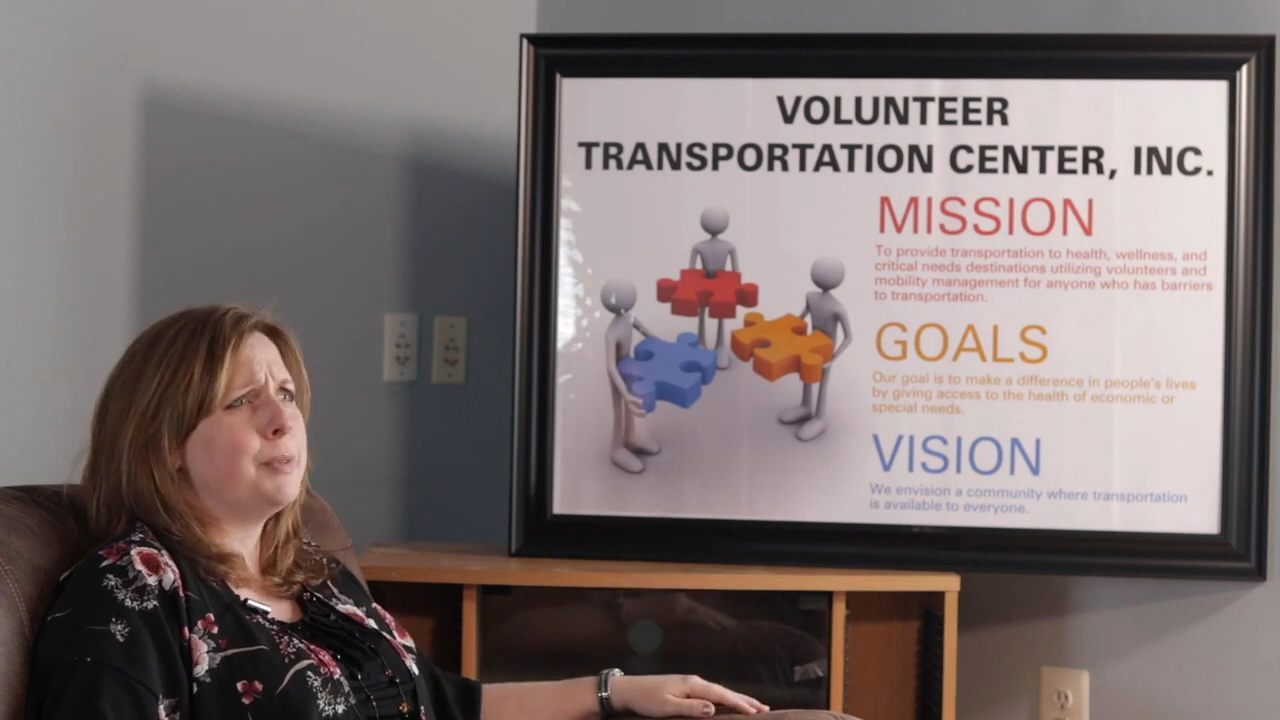 VOLUNTEER
TRANSPORTATION CENTER, INC.
MISSION
To provide transportation to health, wellness, and
critical needs destinations utilizing volunteers and
mobility management for anyone who has barriers
to transportation.
GOALS
Our goal is to make a difference in people's lives
by giving access to the health of economic or
special needs.
VISION
We envision a community where transportation
is available to everyone.